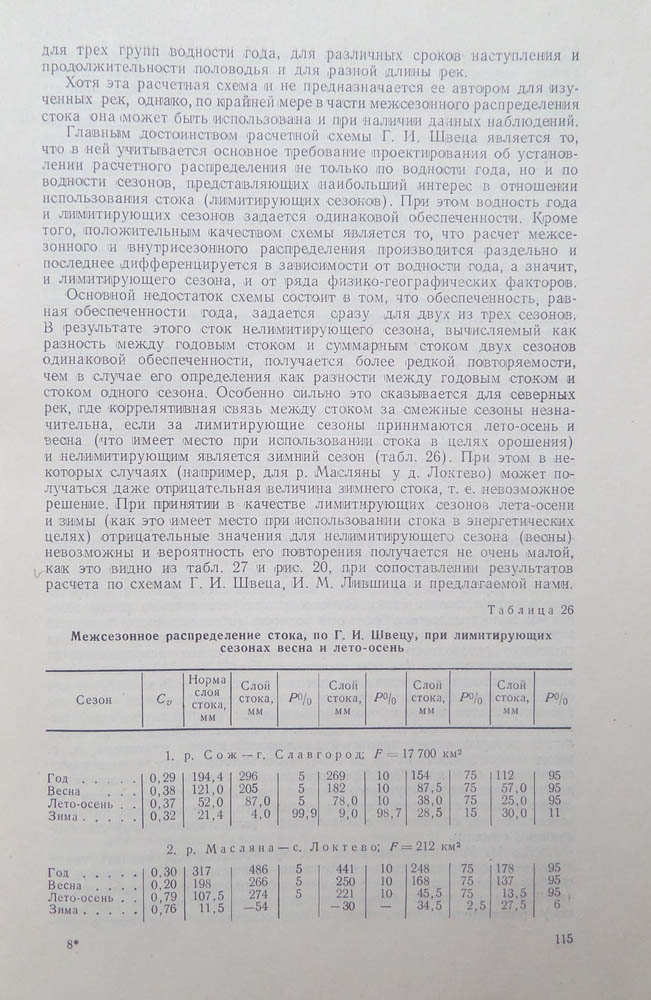 для трех групп водности года, для различных сроков наступления и
продолжительности половодья и для разной длины рек.
Хотя эта расчетная схема и не предназначается ее автором для изу-
ченных рек, однако, по крайней мере в части межсезонного распределения
стока она может быть использована и при наличии данных наблюдений.
Главным достоинством расчетной схемы Г. И. Швеца является то,
что в ней учитывается основное требование проектирования об установ-
лении расчетного распределения не только по водности года, но и по
водности сезонов, представляющих наибольший интерес в отношении
использования стока (лимитирующих сезонов). При этом водность года
и лимитирующих сезонов задается одинаковой обеспеченности. Кроме
того, положительным качеством схемы является то, что расчет межсе-
зонного и внутрисезонного распределения производится раздельно и
последнее дифференцируется в зависимости от водности года, а значит,
и лимитирующего сезона, и от ряда физико-географических факторов.
Основной недостаток схемы состоит в том, что обеспеченность, рав-
ная обеспеченности года, задается сразу для двух из трех сезонов.
В результате этого сток нелимитирующего сезона, вычисляемый как
разность между годовым стоком и суммарным стоком двух сезонов
одинаковой обеспеченности, получается более редкой повторяемости,
чем в случае его определения как разности между годовым стоком и
стоком одного сезона. Особенно сильно это сказывается для северных
рек, где коррелятивная связь между стоком за смежные сезоны незна-
чительна, если за лимитирующие сезоны принимаются лето-осень и
весна (что имеет место при использовании стока в целях орошения)
и нелимитирующим является зимний сезон (табл. 26). При этом в не-
которых случаях (например, для р. Масляны у д. Локтево) может по-
лучаться даже отрицательная величина зимнего стока, т. е. невозможное
решение. При принятии в качестве лимитирующих сезонов лета-осени
и зимы (как это имеет место при использовании стока в энергетических
целях) отрицательные значения для нелимитирующего сезона (весны)
невозможны и вероятность его повторения получается не очень малой,
как это видно из табл. 27 и рис. 20, при сопоставлении результатов
расчета по схемам Г. И. Швеца, И. М. Лившица и предлагаемой нами.
Таблица 26
Межсезонное распределение стока, по Г. И. Швецу, при лимитирующих
сезонах весна и лето-осень
Сезон Cv Норма слоя стока, мм Слой стока, мм P% Слой стока, мм P% Слой стока, мм P% Слой стока, мм P%
1. р. Сож — г. Славгород; F = 17 700 км²
Год . . . . . 0,29 194,4 296 5 269 10 154 75 112 95
Весна . . . . 0,38 121,0 205 5 182 10 87,5 75 57,0 95
Лето-осень . . 0,37 52,0 87,0 5 78,0 10 38,0 75 25,0 95
Зима . . . . . 0,32 21,4 4,0 99,9 9,0 98,7 28,5 15 30,0 11
2. р. Масляна — с. Локтево; F = 212 км²
Год . . . . . 0,30 317 486 5 441 10 248 75 178 95
Весна . . . . 0,20 198 266 5 250 10 168 75 137 95
Лето-осень . . 0,79 107,5 274 5 221 10 45,5 75 13,5 95
Зима . . . . . 0,76 11,5 —54 —30 — 34,5 2,5 27,5 6
8* 115